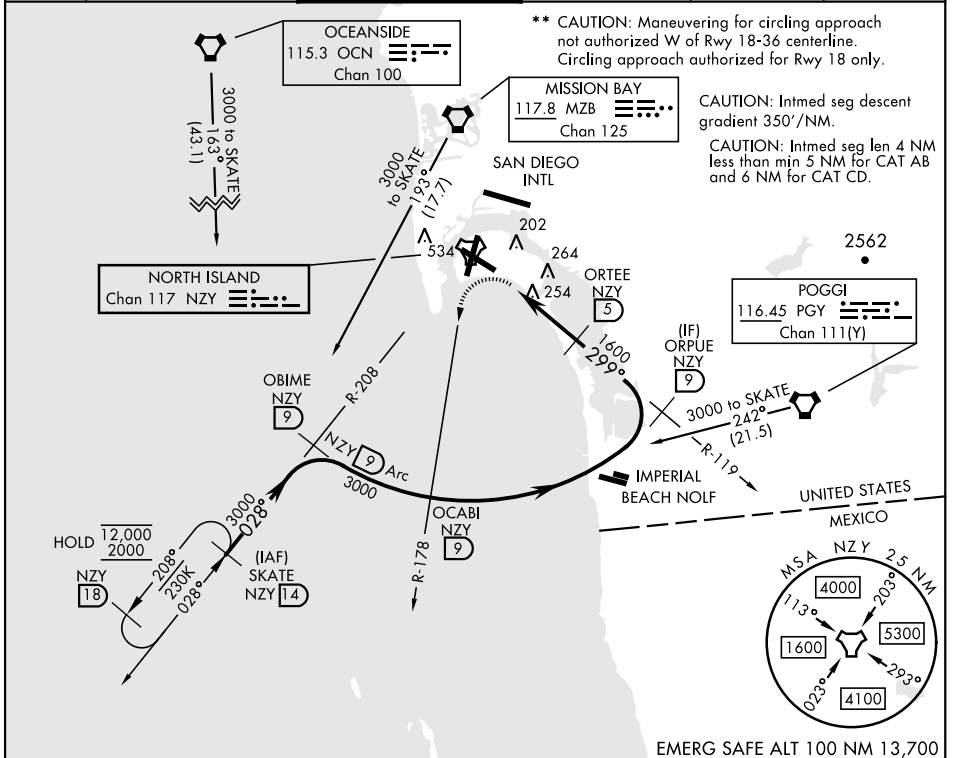 OCEANSIDE
115.3 OCN
Chan 100
** CAUTION: Maneuvering for circling approach
not authorized W of Rwy 18-36 centerline.
Circling approach authorized for Rwy 18 only.
MISSION BAY
117.8 MZB
Chan 125
CAUTION: Intmed seg descent
gradient 350'/NM.
CAUTION: Intmed seg len 4 NM
less than min 5 NM for CAT AB
and 6 NM for CAT CD.
3000 to SKATE
163°
(43.1)
3000
to SKATE
193°
(17.7)
SAN DIEGO
INTL
534
202
264
254
2562
NORTH ISLAND
Chan 117 NZY
ORTEE
NZY
5
POGGI
116.45 PGY
Chan 111(Y)
1600
299°
(IF)
ORPUE
NZY
9
3000 to SKATE
242°
(21.5)
R-119
OBIME
NZY
9
R-208
NZY 9 Arc
3000
IMPERIAL
BEACH NOLF
UNITED STATES
MEXICO
OCABI
NZY
9
R-178
HOLD 12,000
2000
3000
028°
208°
230K
028°
NZY
18
(IAF)
SKATE
NZY 14
MSA NZY 25 NM
4000
113°
203°
1600
5300
023°
293°
4100
EMERG SAFE ALT 100 NM 13,700